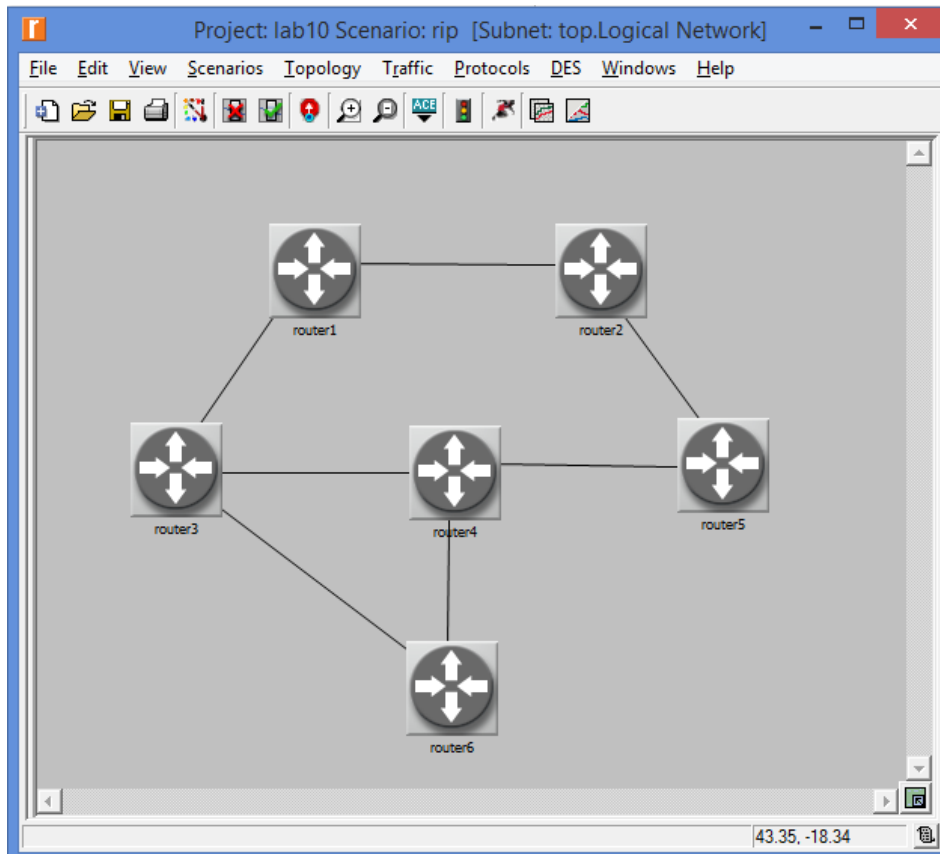 Project: lab10 Scenario: rip [Subnet: top.Logical Network]
File Edit View Scenarios Topology Traffic Protocols DES Windows Help
ACE
router1
router2
router3
router4
router5
router6
43.35, -18.34